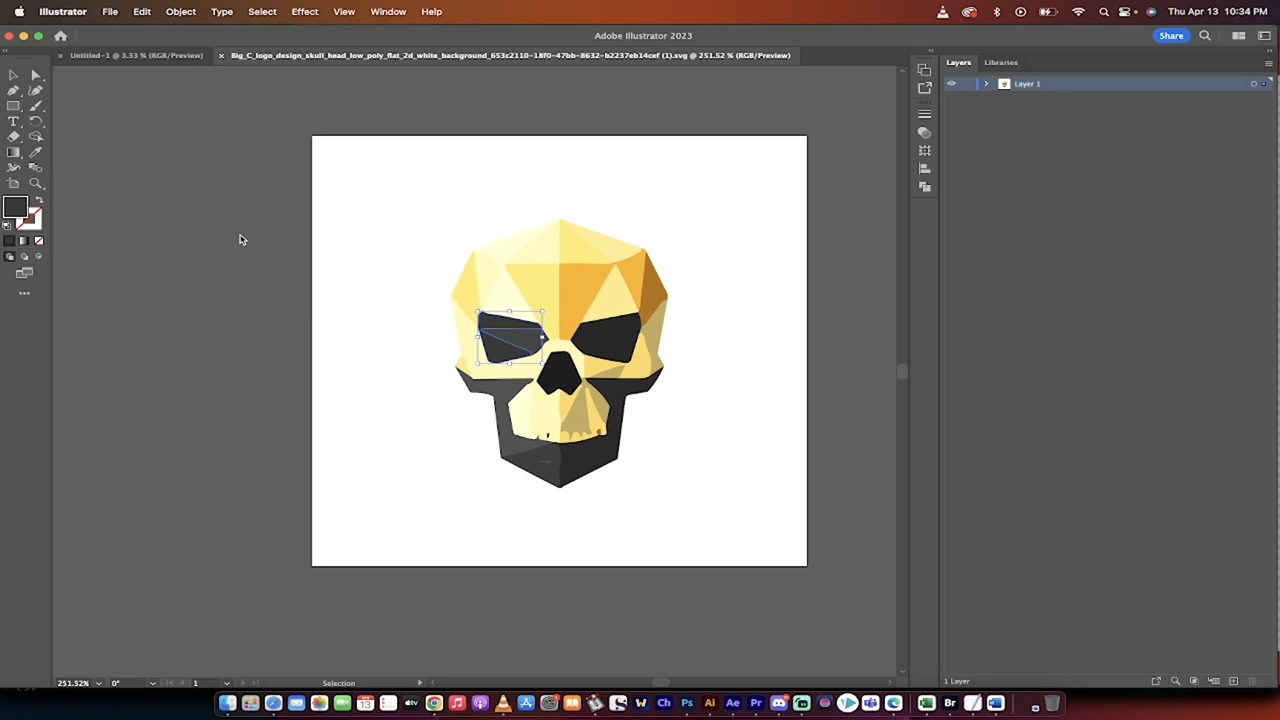 Illustrator File Edit Object Type Select Effect View Window Help Thu Apr 13 10:34 PM
Adobe Illustrator 2023 Share
Untitled-1 @ 3.33 % (RGB/Preview) Big_C_logo_design_skull_head_low_poly_flat_2d_white_background_653c2110-18f0-47bb-8632-b2237eb14cef (1).svg @ 251.52 % (RGB/Preview)
Layers Libraries
Layer 1
251.52% 0° 1 Selection 1 Layer